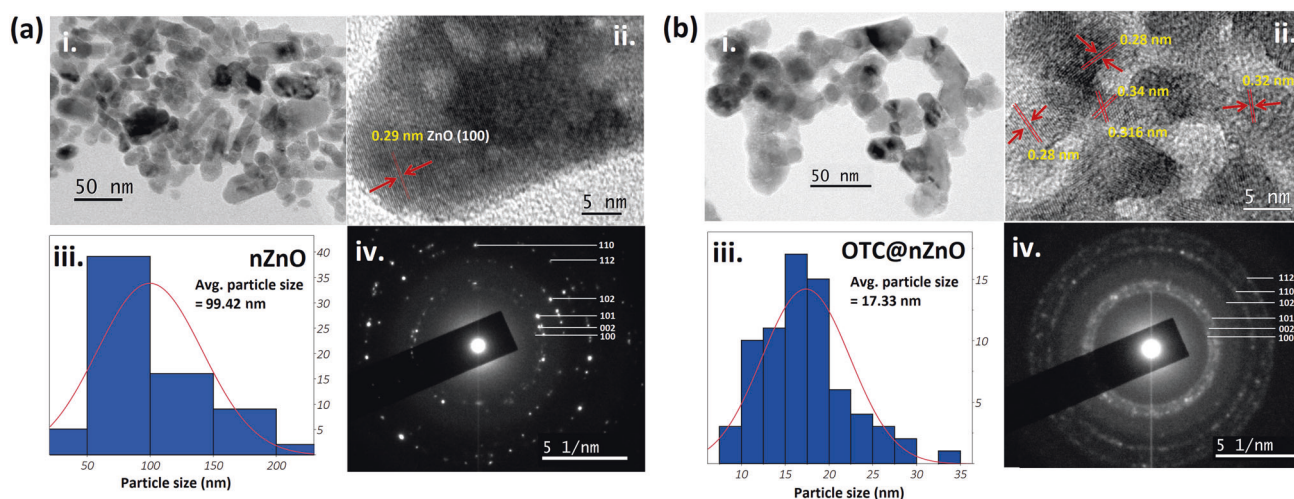 (a)
i.
50 nm
ii.
0.29 nm ZnO (100)
5 nm
iii.
nZnO
Avg. particle size
= 99.42 nm
40
35
30
25
20
15
10
5
50
100
150
200
Particle size (nm)
iv.
110
112
102
101
002
100
5 1/nm
(b)
i.
50 nm
ii.
0.28 nm
0.34 nm
0.32 nm
0.316 nm
0.28 nm
5 nm
iii.
OTC@nZnO
Avg. particle size
= 17.33 nm
15
10
5
0
10
15
20
25
30
35
Particle size (nm)
iv.
112
110
102
101
002
100
5 1/nm